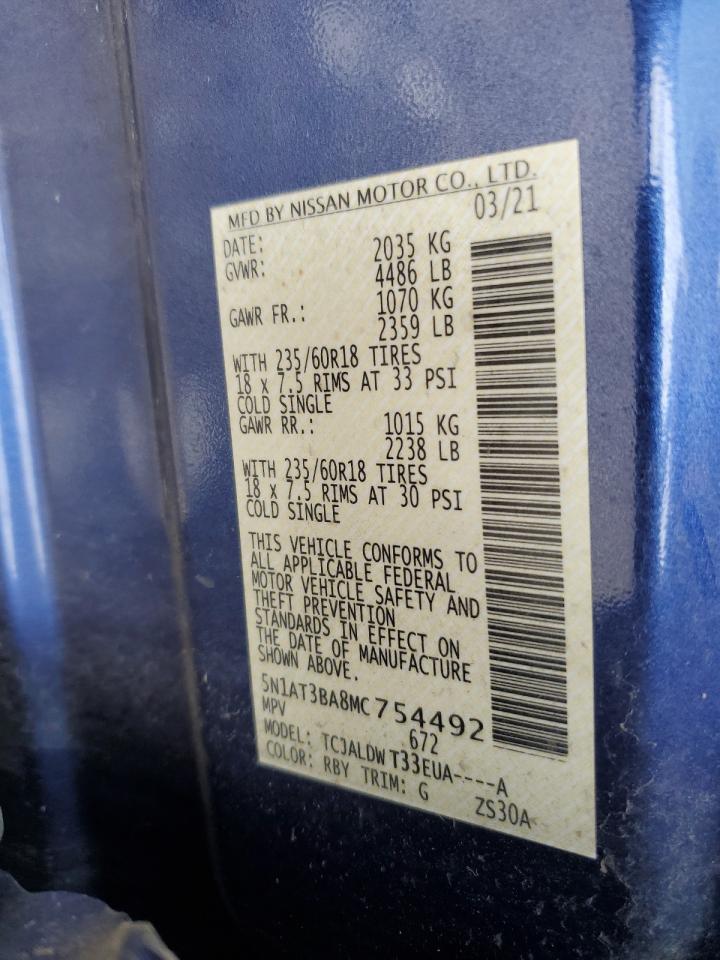 MFD BY NISSAN MOTOR CO., LTD.
DATE: 03/21
GVWR: 2035 KG
4486 LB
GAWR FR.: 1070 KG
2359 LB
WITH 235/60R18 TIRES
18 x 7.5 RIMS AT 33 PSI
COLD SINGLE
GAWR RR.: 1015 KG
2238 LB
WITH 235/60R18 TIRES
18 x 7.5 RIMS AT 30 PSI
COLD SINGLE
THIS VEHICLE CONFORMS TO
ALL APPLICABLE FEDERAL
MOTOR VEHICLE SAFETY AND
THEFT PREVENTION
STANDARDS IN EFFECT ON
THE DATE OF MANUFACTURE
SHOWN ABOVE.
5N1AT3BA8MC754492
MPV 672
MODEL: TCJALDWT33EUA----A
COLOR: RBY TRIM: G ZS30A